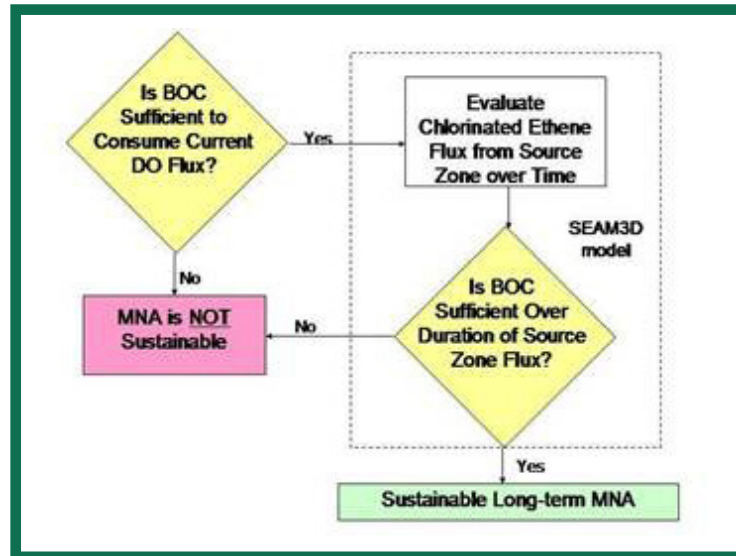 Is BOC
Sufficient to
Consume Current
DO Flux?
Yes
Evaluate
Chlorinated Ethene
Flux from Source
Zone over Time
SEAM3D
model
No
Is BOC
Sufficient Over
Duration of Source
Zone Flux?
No
MNA is NOT
Sustainable
Yes
Sustainable Long-term MNA